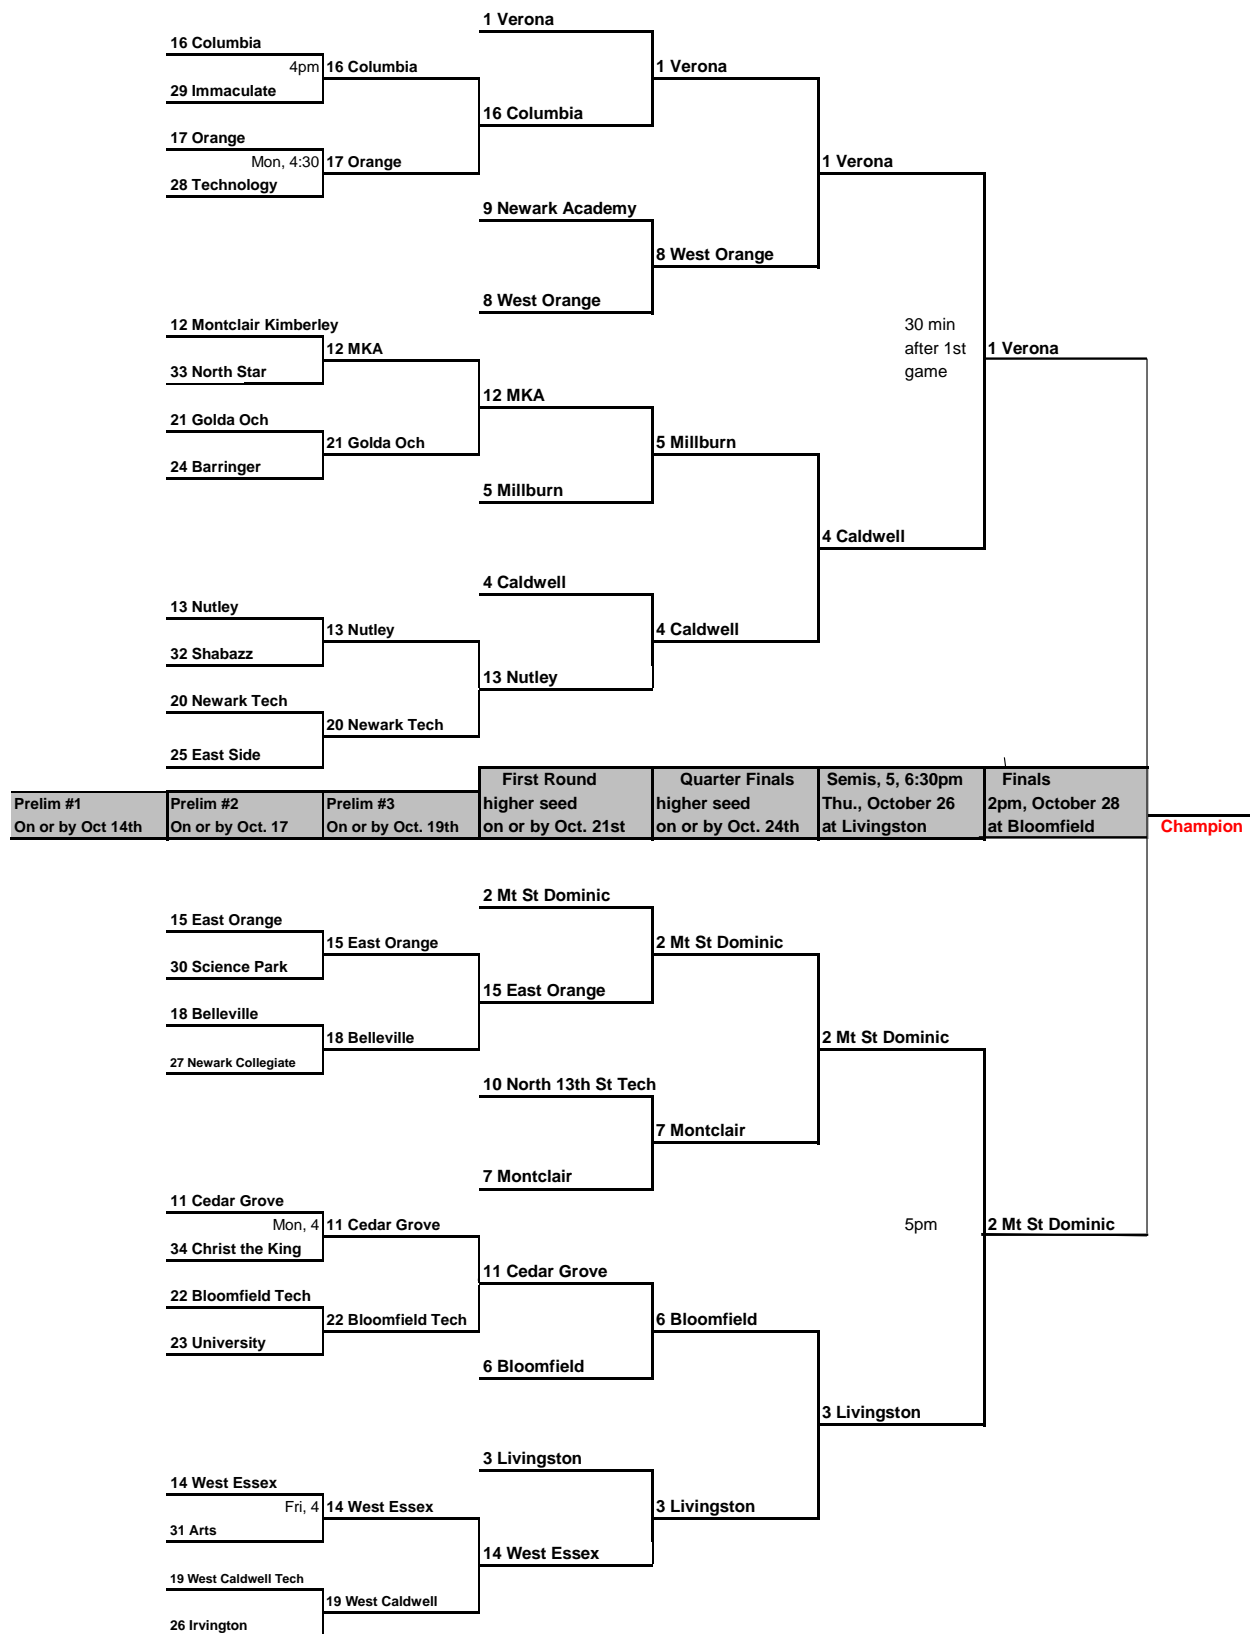 1 Verona
16 Columbia
4pm 16 Columbia
1 Verona
29 Immaculate
16 Columbia
17 Orange
Mon, 4:30 17 Orange
1 Verona
28 Technology
9 Newark Academy
8 West Orange
8 West Orange
12 Montclair Kimberley
30 min
12 MKA
after 1st
1 Verona
33 North Star
game
12 MKA
21 Golda Och
21 Golda Och
5 Millburn
24 Barringer
5 Millburn
4 Caldwell
4 Caldwell
13 Nutley
13 Nutley
4 Caldwell
32 Shabazz
13 Nutley
20 Newark Tech
20 Newark Tech
25 East Side
First Round Quarter Finals Semis, 5, 6:30pm Finals
Prelim #1 Prelim #2 Prelim #3 higher seed higher seed Thu., October 26 2pm, October 28
On or by Oct 14th On or by Oct. 17 On or by Oct. 19th on or by Oct. 21st on or by Oct. 24th at Livingston at Bloomfield
Champion
2 Mt St Dominic
15 East Orange
15 East Orange
2 Mt St Dominic
30 Science Park
15 East Orange
18 Belleville
18 Belleville
2 Mt St Dominic
27 Newark Collegiate
10 North 13th St Tech
7 Montclair
7 Montclair
11 Cedar Grove
Mon, 4 11 Cedar Grove
5pm
2 Mt St Dominic
34 Christ the King
11 Cedar Grove
22 Bloomfield Tech
22 Bloomfield Tech
6 Bloomfield
23 University
6 Bloomfield
3 Livingston
3 Livingston
14 West Essex
Fri, 4 14 West Essex
3 Livingston
31 Arts
14 West Essex
19 West Caldwell Tech
19 West Caldwell
26 Irvington